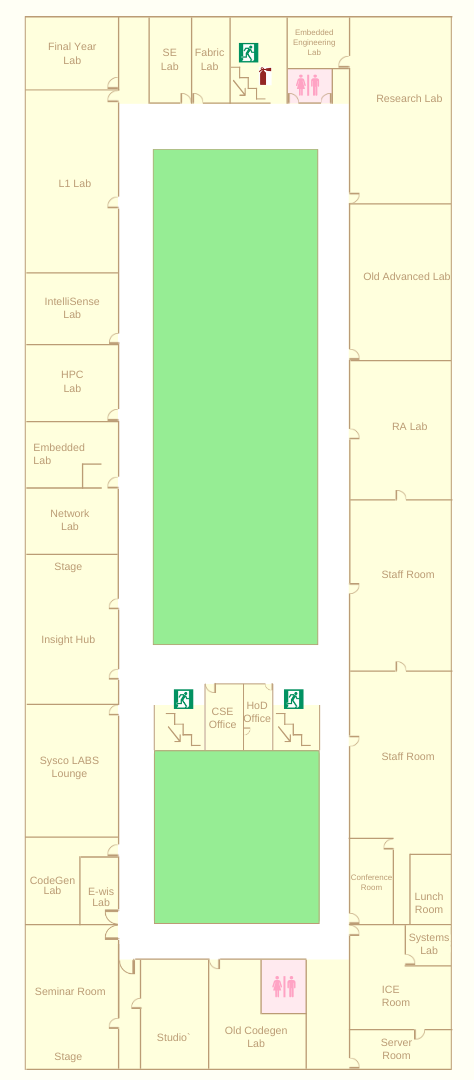 Final Year
Lab
SE
Lab
Fabric
Lab
Embedded
Engineering
Lab
Research Lab
L1 Lab
Old Advanced Lab
IntelliSense
Lab
HPC
Lab
RA Lab
Embedded
Lab
Network
Lab
Stage
Staff Room
Insight Hub
CSE
Office
HoD
Office
Sysco LABS
Lounge
Staff Room
CodeGen
Lab
E-wis
Lab
Conference
Room
Lunch
Room
Systems
Lab
Seminar Room
ICE
Room
Stage
Studio`
Old Codegen
Lab
Server
Room